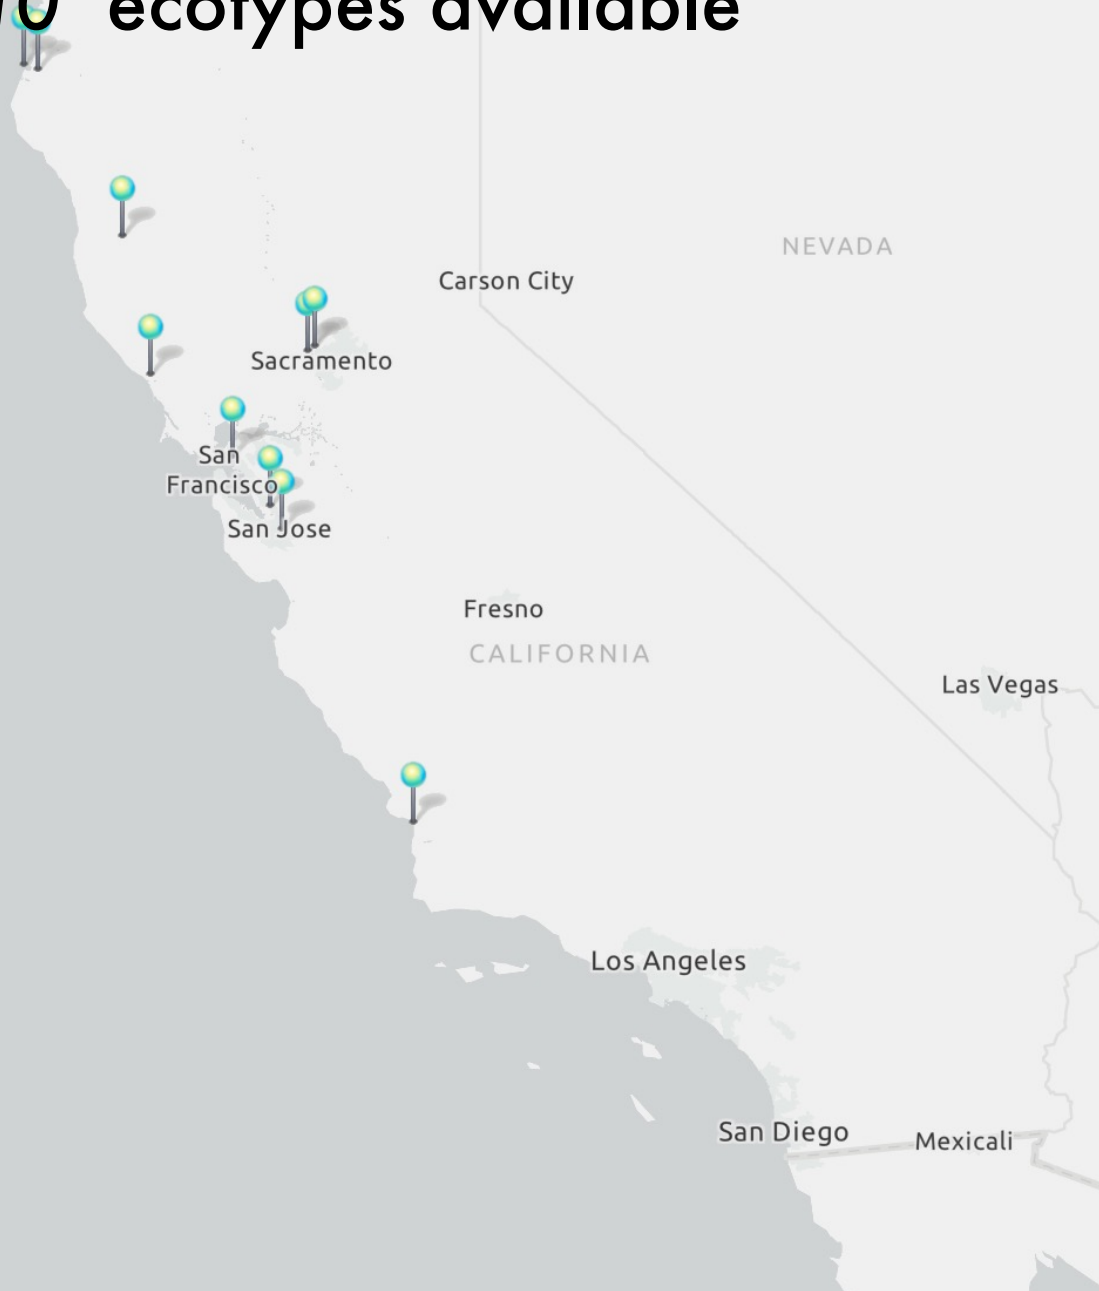 10 ecotypes available
NEVADA
Carson City
Sacramento
San
Francisco
San Jose
Fresno
CALIFORNIA
Las Vegas
Los Angeles
San Diego
Mexicali